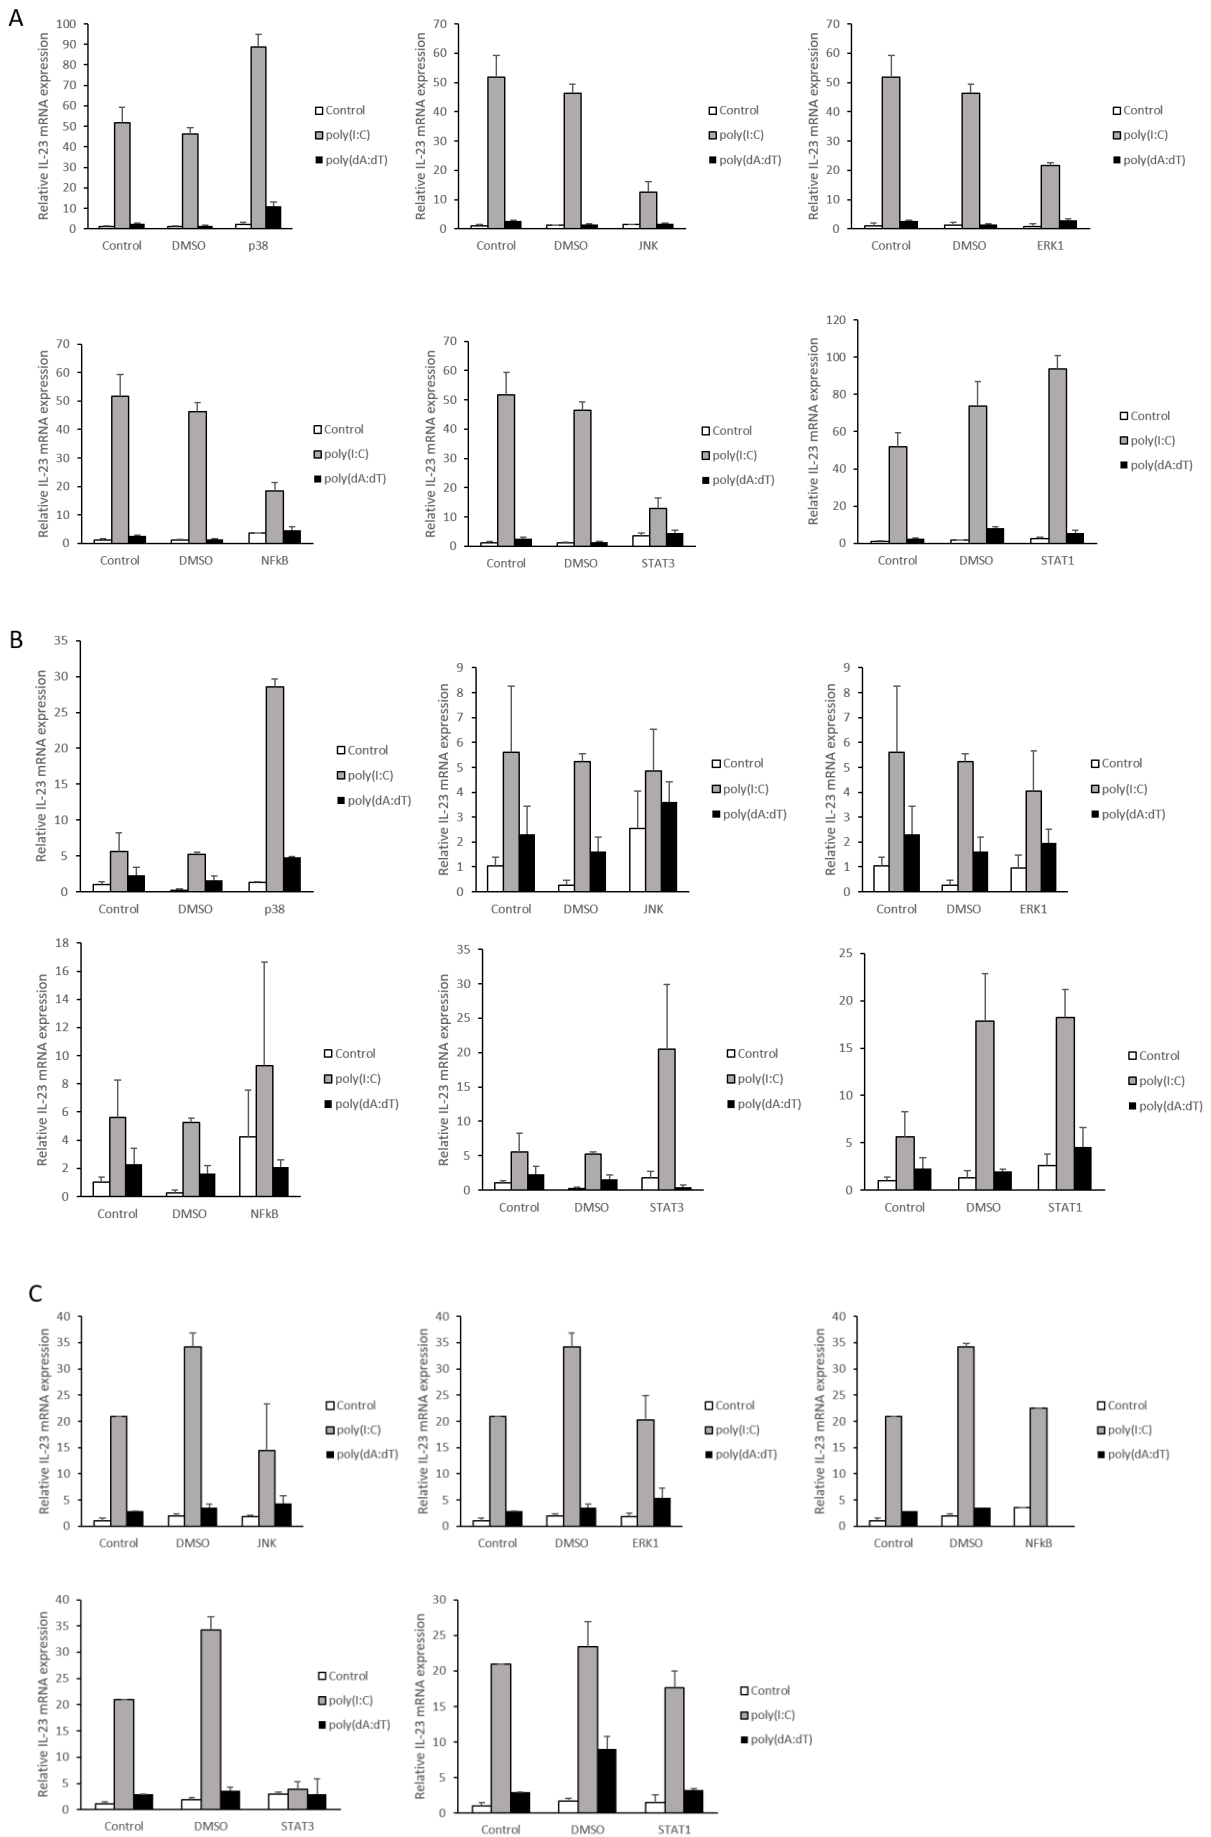 A
Relative IL-23 mRNA expression
100
90
80
70
60
50
40
30
20
10
0
Control DMSO p38
Control
poly(I:C)
poly(dA:dT)
Relative IL-23 mRNA expression
70
60
50
40
30
20
10
0
Control DMSO JNK
Control
poly(I:C)
poly(dA:dT)
Relative IL-23 mRNA expression
70
60
50
40
30
20
10
0
Control DMSO ERK1
Control
poly(I:C)
poly(dA:dT)
Relative IL-23 mRNA expression
70
60
50
40
30
20
10
0
Control DMSO NFkB
Control
poly(I:C)
poly(dA:dT)
Relative IL-23 mRNA expression
70
60
50
40
30
20
10
0
Control DMSO STAT3
Control
poly(I:C)
poly(dA:dT)
Relative IL-23 mRNA expression
120
100
80
60
40
20
0
Control DMSO STAT1
Control
poly(I:C)
poly(dA:dT)
B
Relative IL-23 mRNA expression
35
30
25
20
15
10
5
0
Control DMSO p38
Control
poly(I:C)
poly(dA:dT)
Relative IL-23 mRNA expression
9
8
7
6
5
4
3
2
1
0
Control DMSO JNK
Control
poly(I:C)
poly(dA:dT)
Relative IL-23 mRNA expression
9
8
7
6
5
4
3
2
1
0
Control DMSO ERK1
Control
poly(I:C)
poly(dA:dT)
Relative IL-23 mRNA expression
18
16
14
12
10
8
6
4
2
0
Control DMSO NFkB
Control
poly(I:C)
poly(dA:dT)
Relative IL-23 mRNA expression
35
30
25
20
15
10
5
0
Control DMSO STAT3
Control
poly(I:C)
poly(dA:dT)
Relative IL-23 mRNA expression
25
20
15
10
5
0
Control DMSO STAT1
Control
poly(I:C)
poly(dA:dT)
C
Relative IL-23 mRNA expression
40
35
30
25
20
15
10
5
0
Control DMSO JNK
Control
poly(I:C)
poly(dA:dT)
Relative IL-23 mRNA expression
40
35
30
25
20
15
10
5
0
Control DMSO ERK1
Control
poly(I:C)
poly(dA:dT)
Relative IL-23 mRNA expression
40
35
30
25
20
15
10
5
0
Control DMSO NFkB
Control
poly(I:C)
poly(dA:dT)
Relative IL-23 mRNA expression
40
35
30
25
20
15
10
5
0
Control DMSO STAT3
Control
poly(I:C)
poly(dA:dT)
Relative IL-23 mRNA expression
30
25
20
15
10
5
0
Control DMSO STAT1
Control
poly(I:C)
poly(dA:dT)